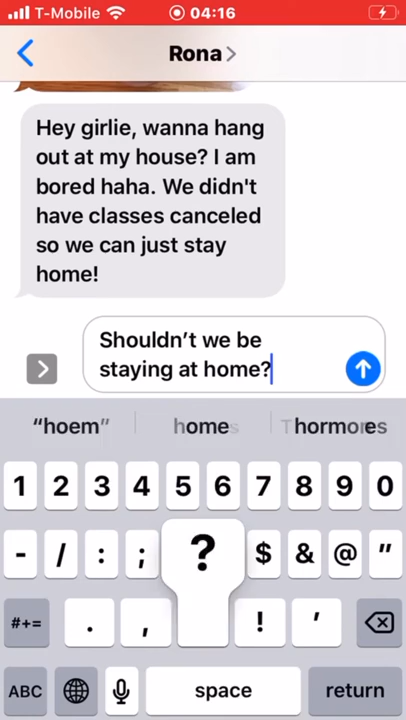 T-Mobile 04:16
Rona
Hey girlie, wanna hang
out at my house? I am
bored haha. We didn't
have classes canceled
so we can just stay
home!
Shouldn’t we be
staying at home?
“hoem” home hormones
1 2 3 4 5 6 7 8 9 0
- / : ; ? $ & @ "
#+= . , ! ’
ABC space return